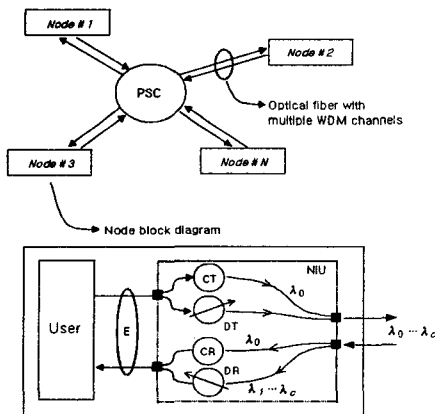 Node # 1
Node # 2
PSC
Optical fiber with
multiple WDM channels
Node # 3
Node # N
Node block diagram
NIU
CT
λ0
User
E
DT
λ0 ... λc
CR
λ0
DR
λ1 ... λc